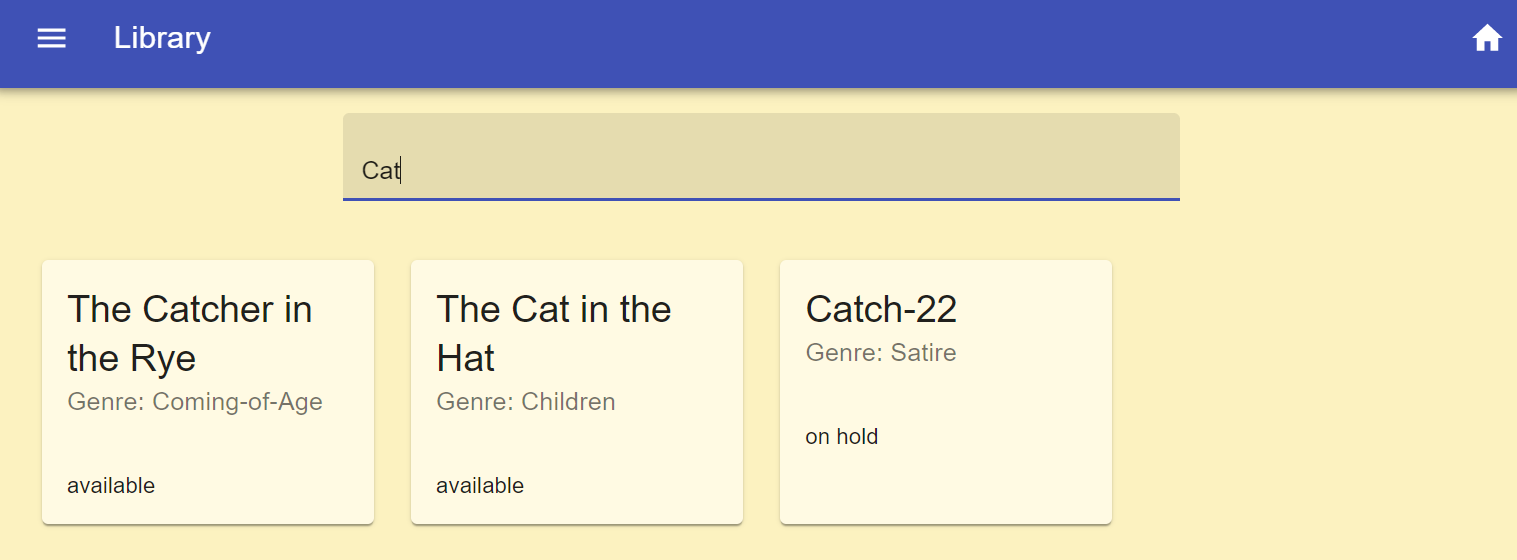 Library
Cat
The Catcher in
the Rye
Genre: Coming-of-Age
available
The Cat in the
Hat
Genre: Children
available
Catch-22
Genre: Satire
on hold